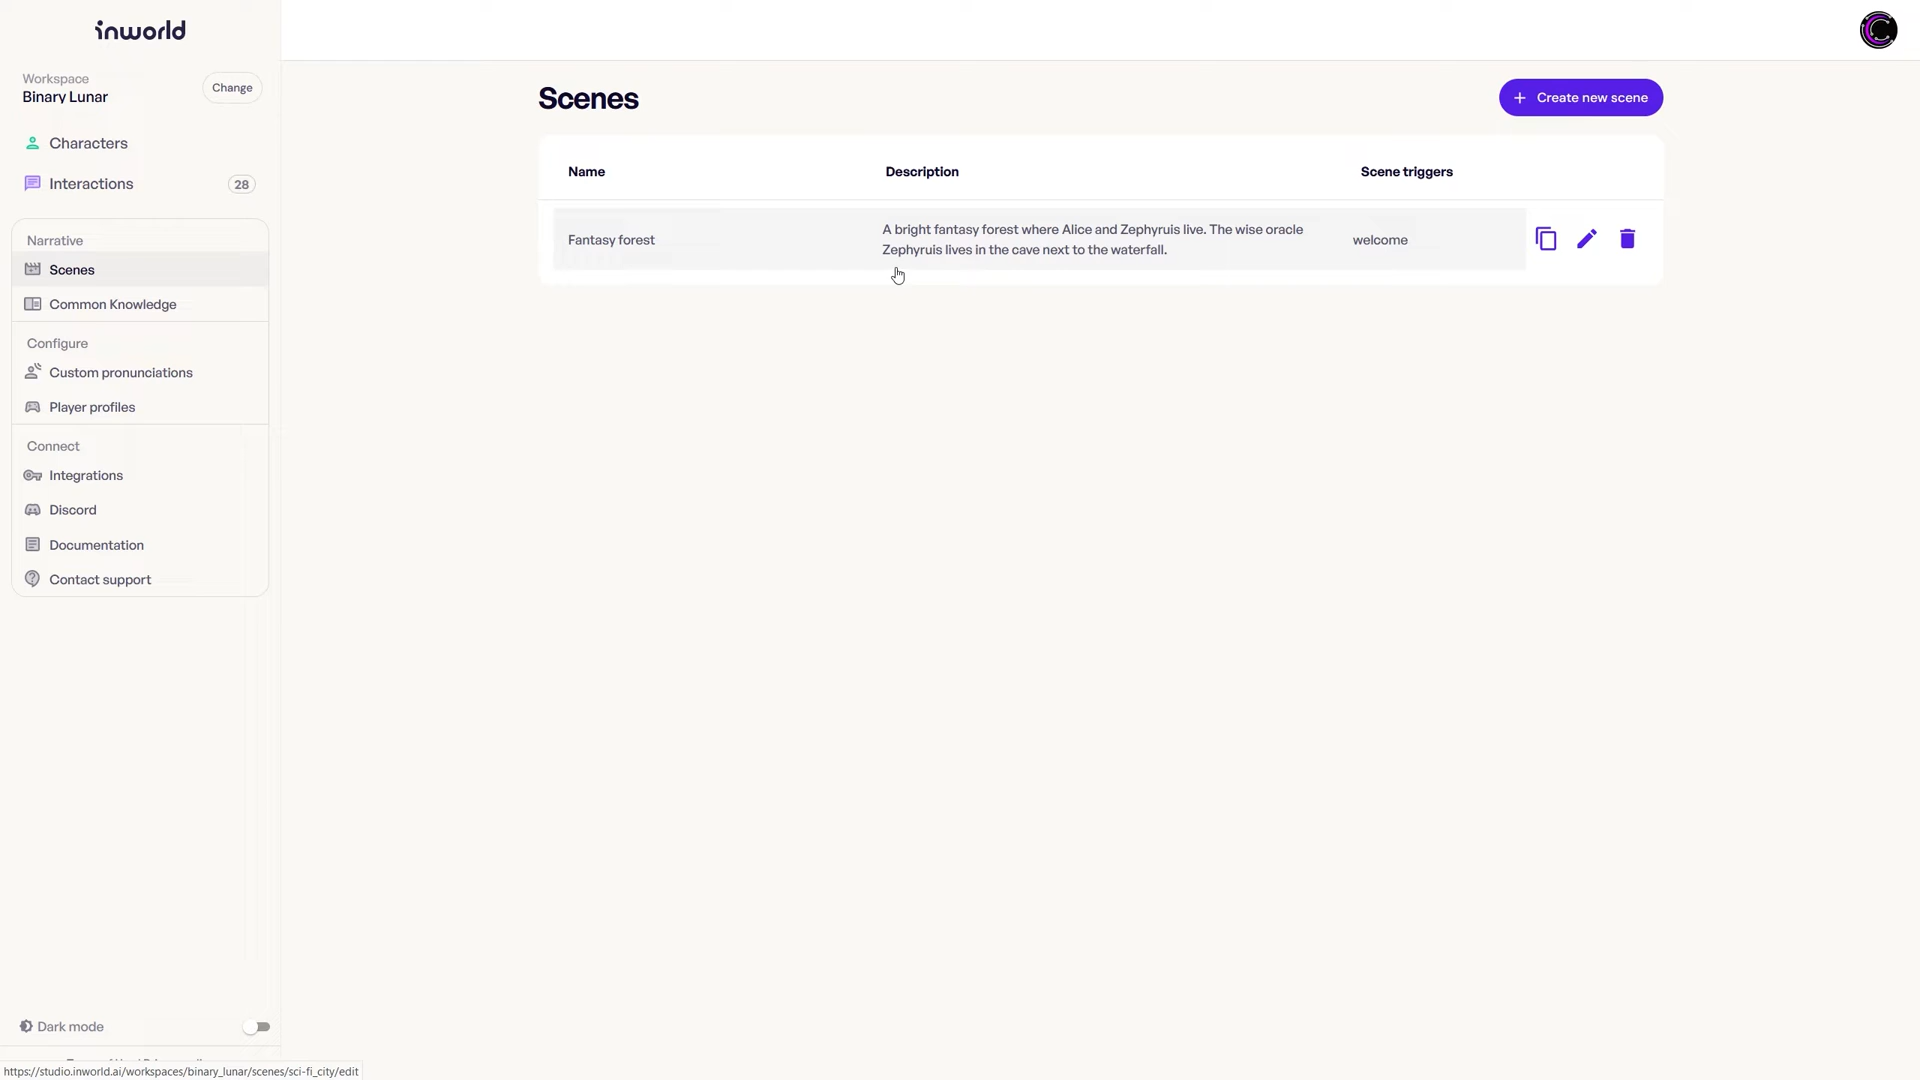 inworld
Workspace
Binary Lunar
Change
Characters
Interactions
28
Narrative
Scenes
Common Knowledge
Configure
Custom pronunciations
Player profiles
Connect
Integrations
Discord
Documentation
Contact support
Dark mode
https://studio.inworld.ai/workspaces/binary_lunar/scenes/sci-fi_city/edit
Scenes
+ Create new scene
Name Description Scene triggers
Fantasy forest
A bright fantasy forest where Alice and Zephyruis live. The wise oracle
Zephyruis lives in the cave next to the waterfall.
welcome